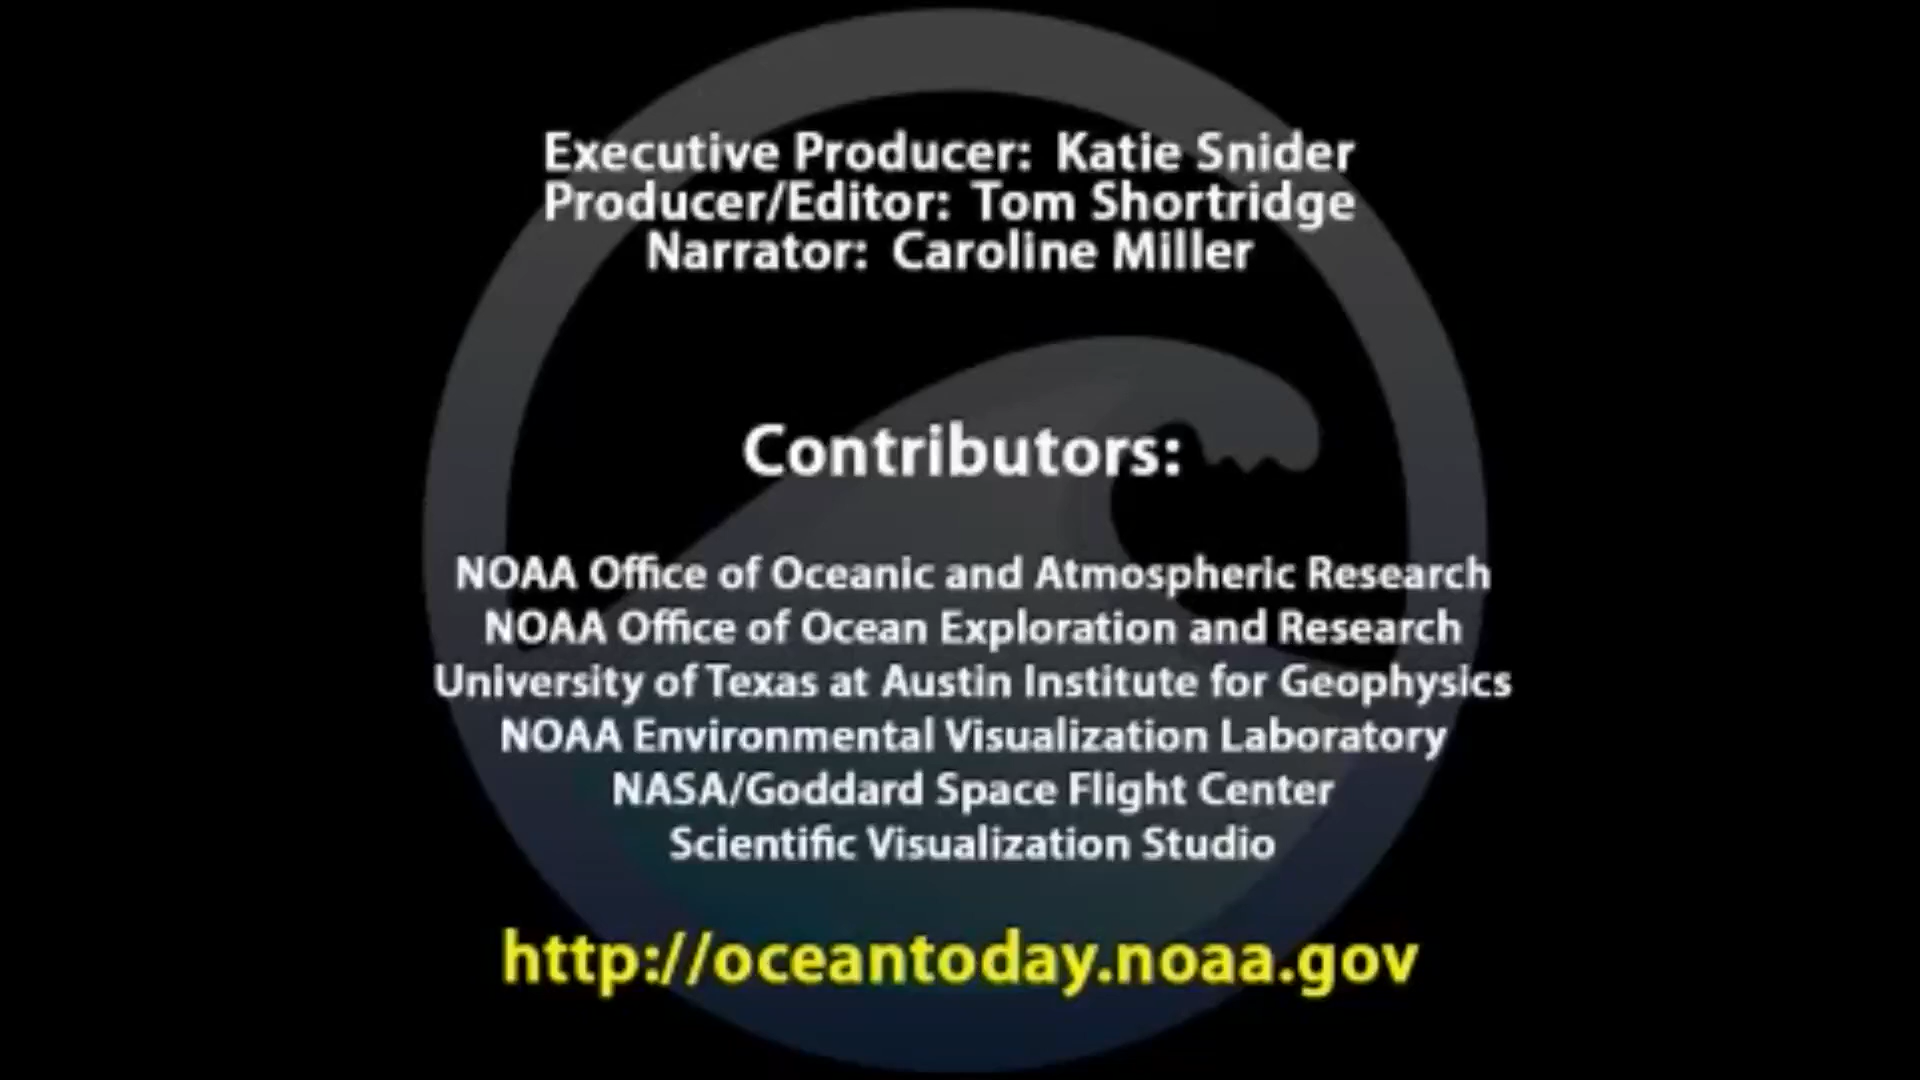 Executive Producer: Katie Snider
Producer/Editor: Tom Shortridge
Narrator: Caroline Miller
Contributors:
NOAA Office of Oceanic and Atmospheric Research
NOAA Office of Ocean Exploration and Research
University of Texas at Austin Institute for Geophysics
NOAA Environmental Visualization Laboratory
NASA/Goddard Space Flight Center
Scientific Visualization Studio
http://oceantoday.noaa.gov